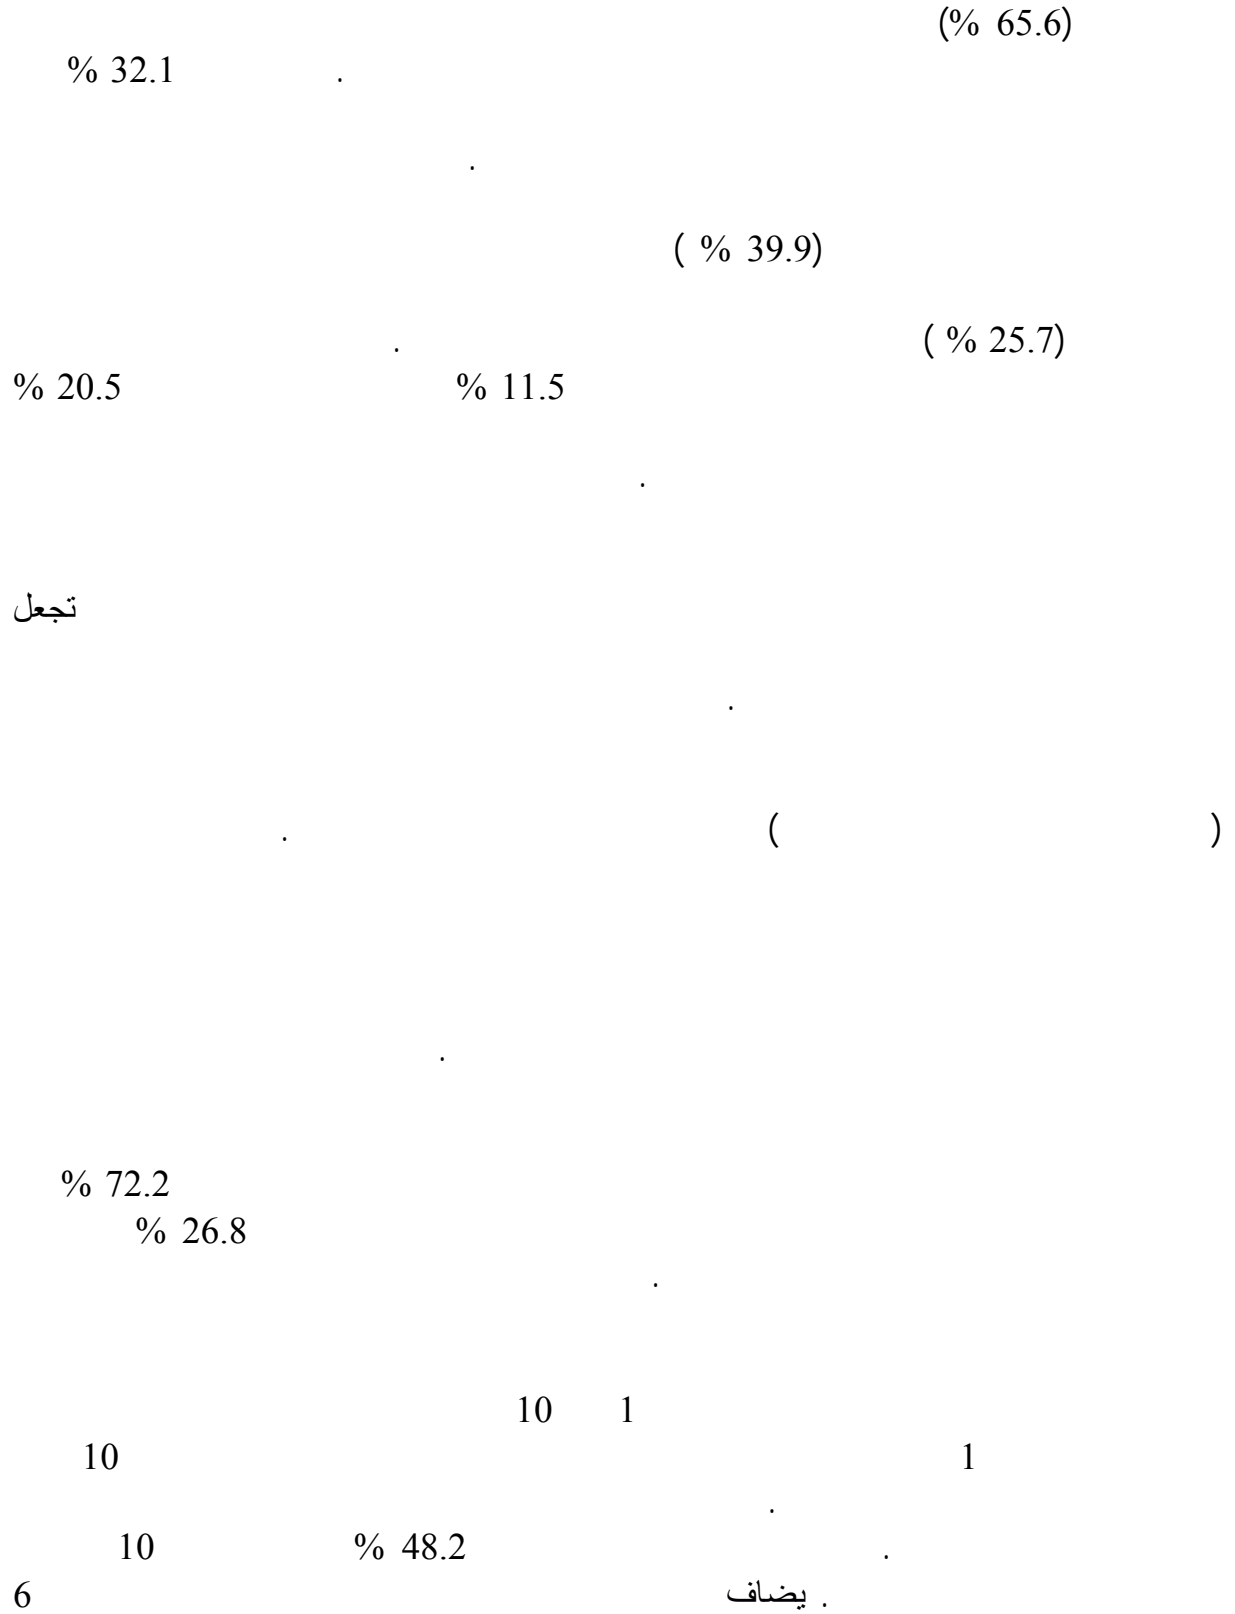 (65.6 %)
. 32.1 %
.
(39.9 % )
(25.7 % ) .
11.5 % 20.5 %
.
تجعل
.
( ) .
.
72.2 %
26.8 %
.
1 10
1 10
.
. 48.2 % 10
. يضاف 6